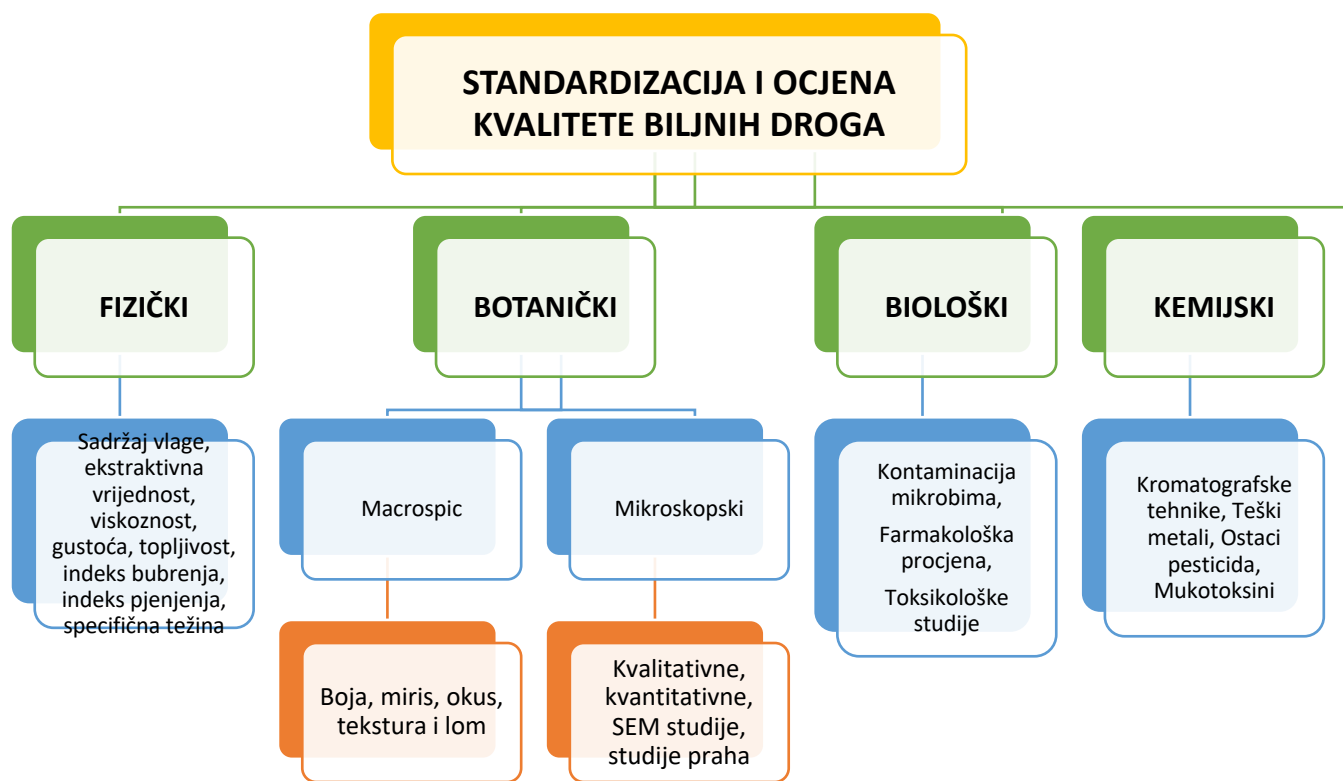 STANDARDIZACIJA I OCJENA
KVALITETE BILJNIH DROGA
FIZIČKI
BOTANIČKI
BIOLOŠKI
KEMIJSKI
Sadržaj vlage,
ekstraktivna
vrijednost,
viskoznost,
gustoća, topljivost,
indeks bubrenja,
indeks pjenjenja,
specifična težina
Macrospic
Mikroskopski
Kontaminacija
mikrobima,
Farmakološka
procjena,
Toksikološke
studije
Kromatografske
tehnike, Teški
metali, Ostaci
pesticida,
Mukotoksini
Boja, miris, okus,
tekstura i lom
Kvalitativne,
kvantitativne,
SEM studije,
studije praha